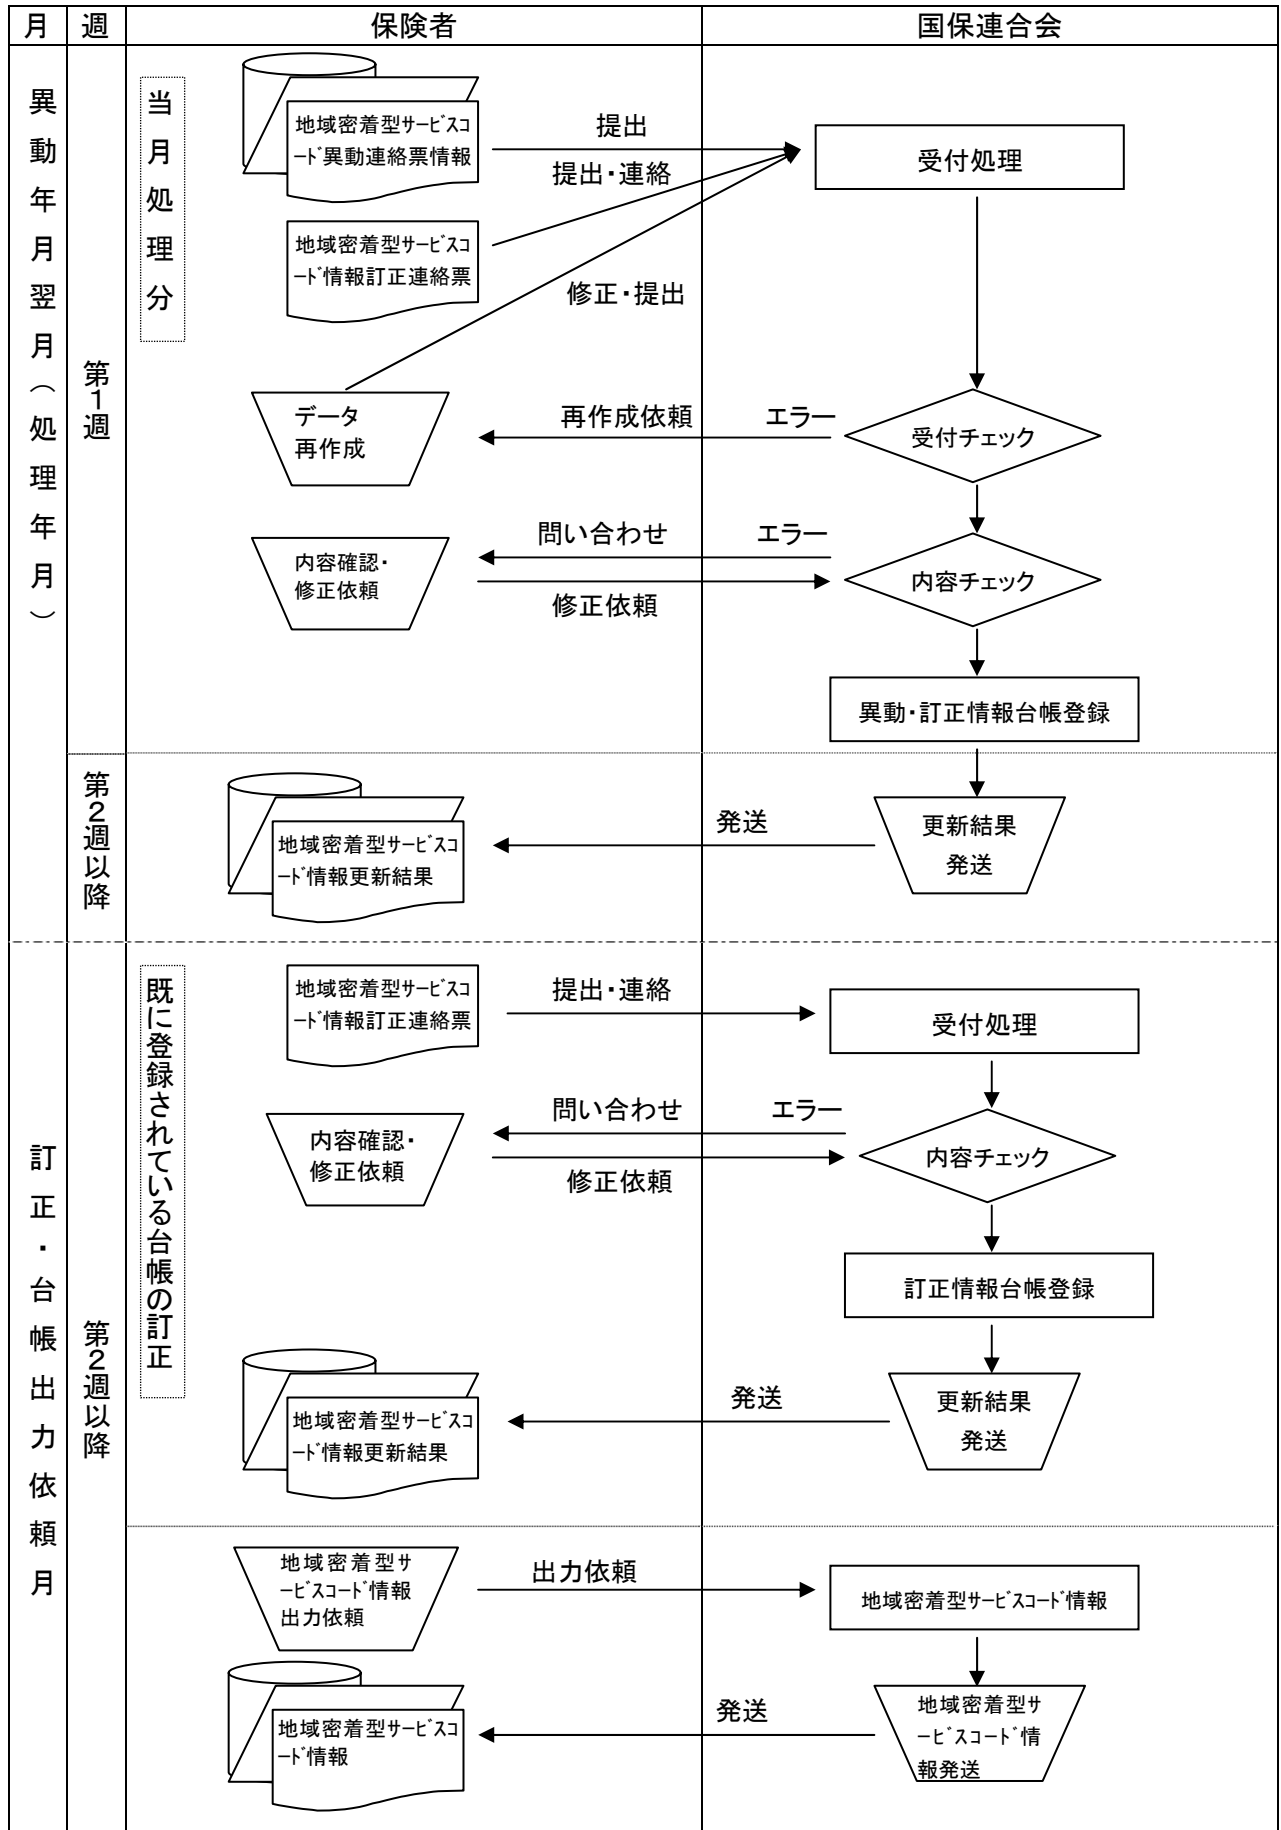 月
週
保険者
国保連合会
異動年月翌月（処理年月）
第1週
当月処理分
地域密着型サービスコ
ード異動連絡票情報
提出
受付処理
提出・連絡
地域密着型サービスコ
ード情報訂正連絡票
修正・提出
データ
再作成
再作成依頼
エラー
受付チェック
問い合わせ
エラー
内容確認・
修正依頼
修正依頼
内容チェック
異動・訂正情報台帳登録
第2週以降
地域密着型サービスコ
ード情報更新結果
発送
更新結果
発送
訂正・台帳出力依頼月
第2週以降
既に登録されている台帳の訂正
地域密着型サービスコ
ード情報訂正連絡票
提出・連絡
受付処理
問い合わせ
エラー
内容確認・
修正依頼
修正依頼
内容チェック
訂正情報台帳登録
地域密着型サービスコ
ード情報更新結果
発送
更新結果
発送
地域密着型サ
ービスコード情報
出力依頼
出力依頼
地域密着型サービスコード情報
地域密着型サービスコ
ード情報
発送
地域密着型サ
ービスコード情
報発送